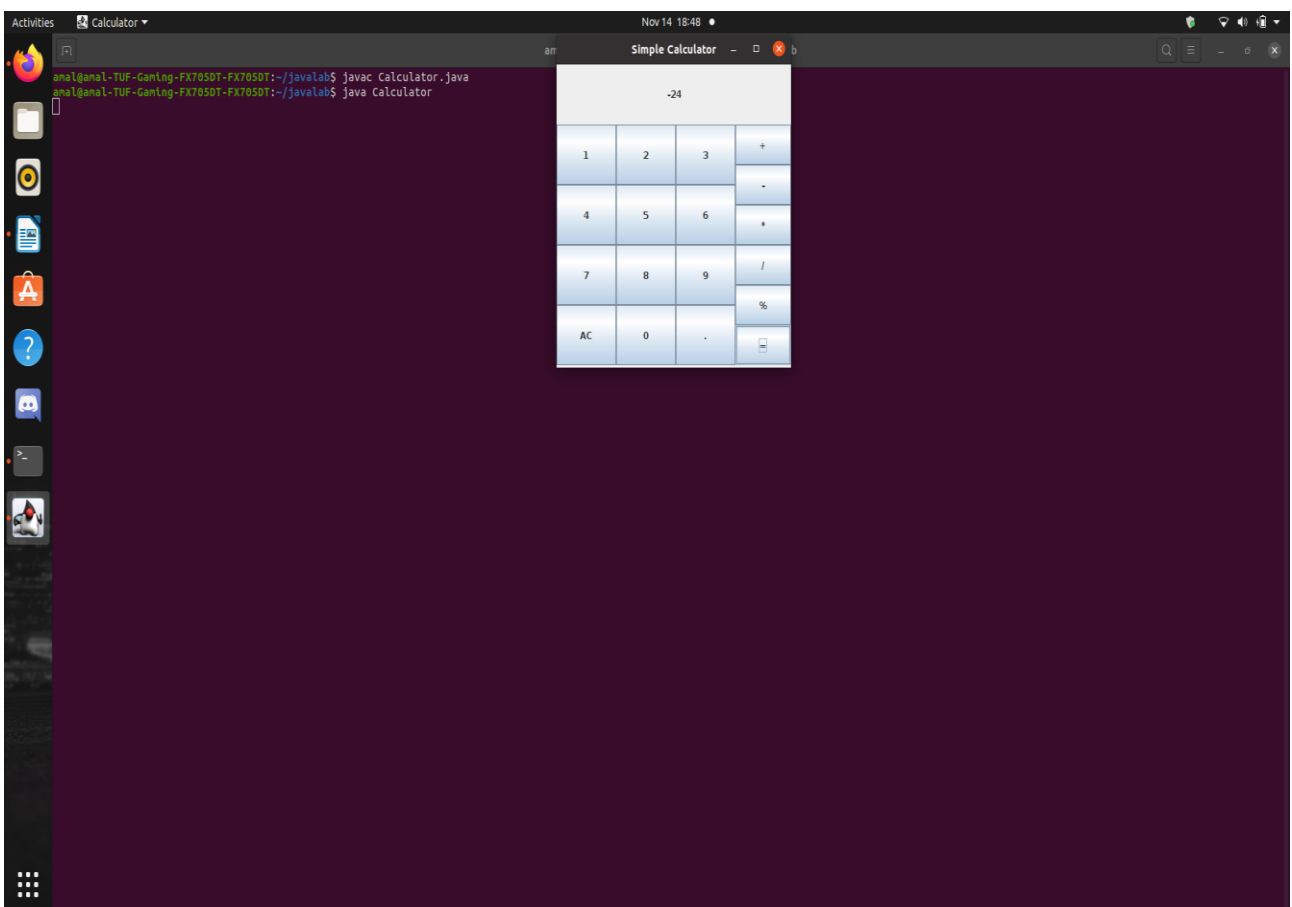 Activities Calculator Nov 14 18:48
am Simple Calculator b
amal@amal-TUF-Gaming-FX705DT-FX705DT:~/javalab$ javac Calculator.java
amal@amal-TUF-Gaming-FX705DT-FX705DT:~/javalab$ java Calculator
-24
1 2 3 +
-
4 5 6 *
7 8 9 /
%
AC 0 . =